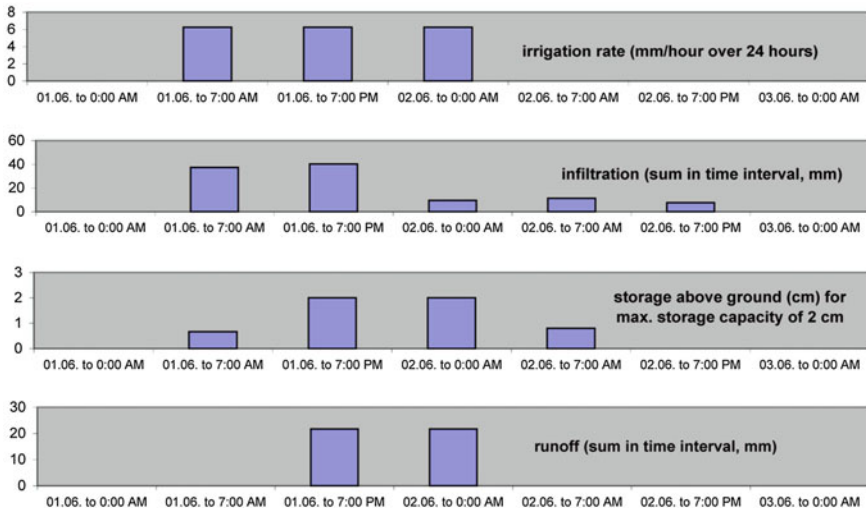 8
6
4
2
0
irrigation rate (mm/hour over 24 hours)
01.06. to 0:00 AM 01.06. to 7:00 AM 01.06. to 7:00 PM 02.06. to 0:00 AM 02.06. to 7:00 AM 02.06. to 7:00 PM 03.06. to 0:00 AM
60
40
20
0
infiltration (sum in time interval, mm)
01.06. to 0:00 AM 01.06. to 7:00 AM 01.06. to 7:00 PM 02.06. to 0:00 AM 02.06. to 7:00 AM 02.06. to 7:00 PM 03.06. to 0:00 AM
3
2
1
0
storage above ground (cm) for
max. storage capacity of 2 cm
01.06. to 0:00 AM 01.06. to 7:00 AM 01.06. to 7:00 PM 02.06. to 0:00 AM 02.06. to 7:00 AM 02.06. to 7:00 PM 03.06. to 0:00 AM
30
20
10
0
runoff (sum in time interval, mm)
01.06. to 0:00 AM 01.06. to 7:00 AM 01.06. to 7:00 PM 02.06. to 0:00 AM 02.06. to 7:00 AM 02.06. to 7:00 PM 03.06. to 0:00 AM